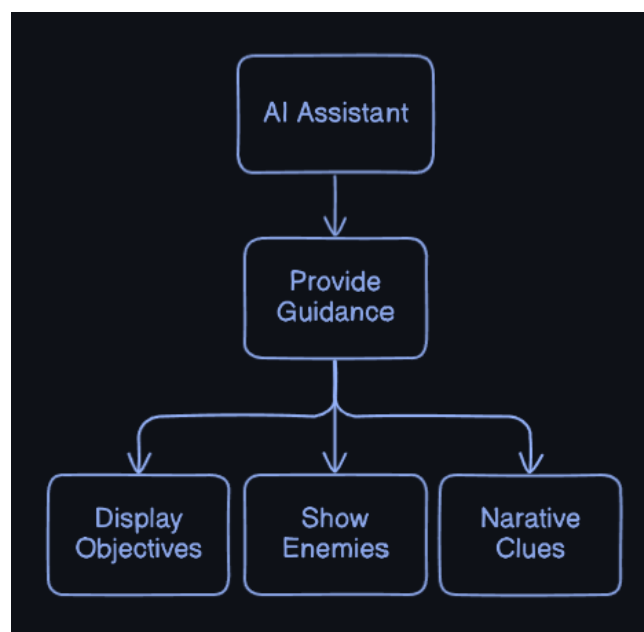 AI Assistant
Provide
Guidance
Display
Objectives
Show
Enemies
Narative
Clues